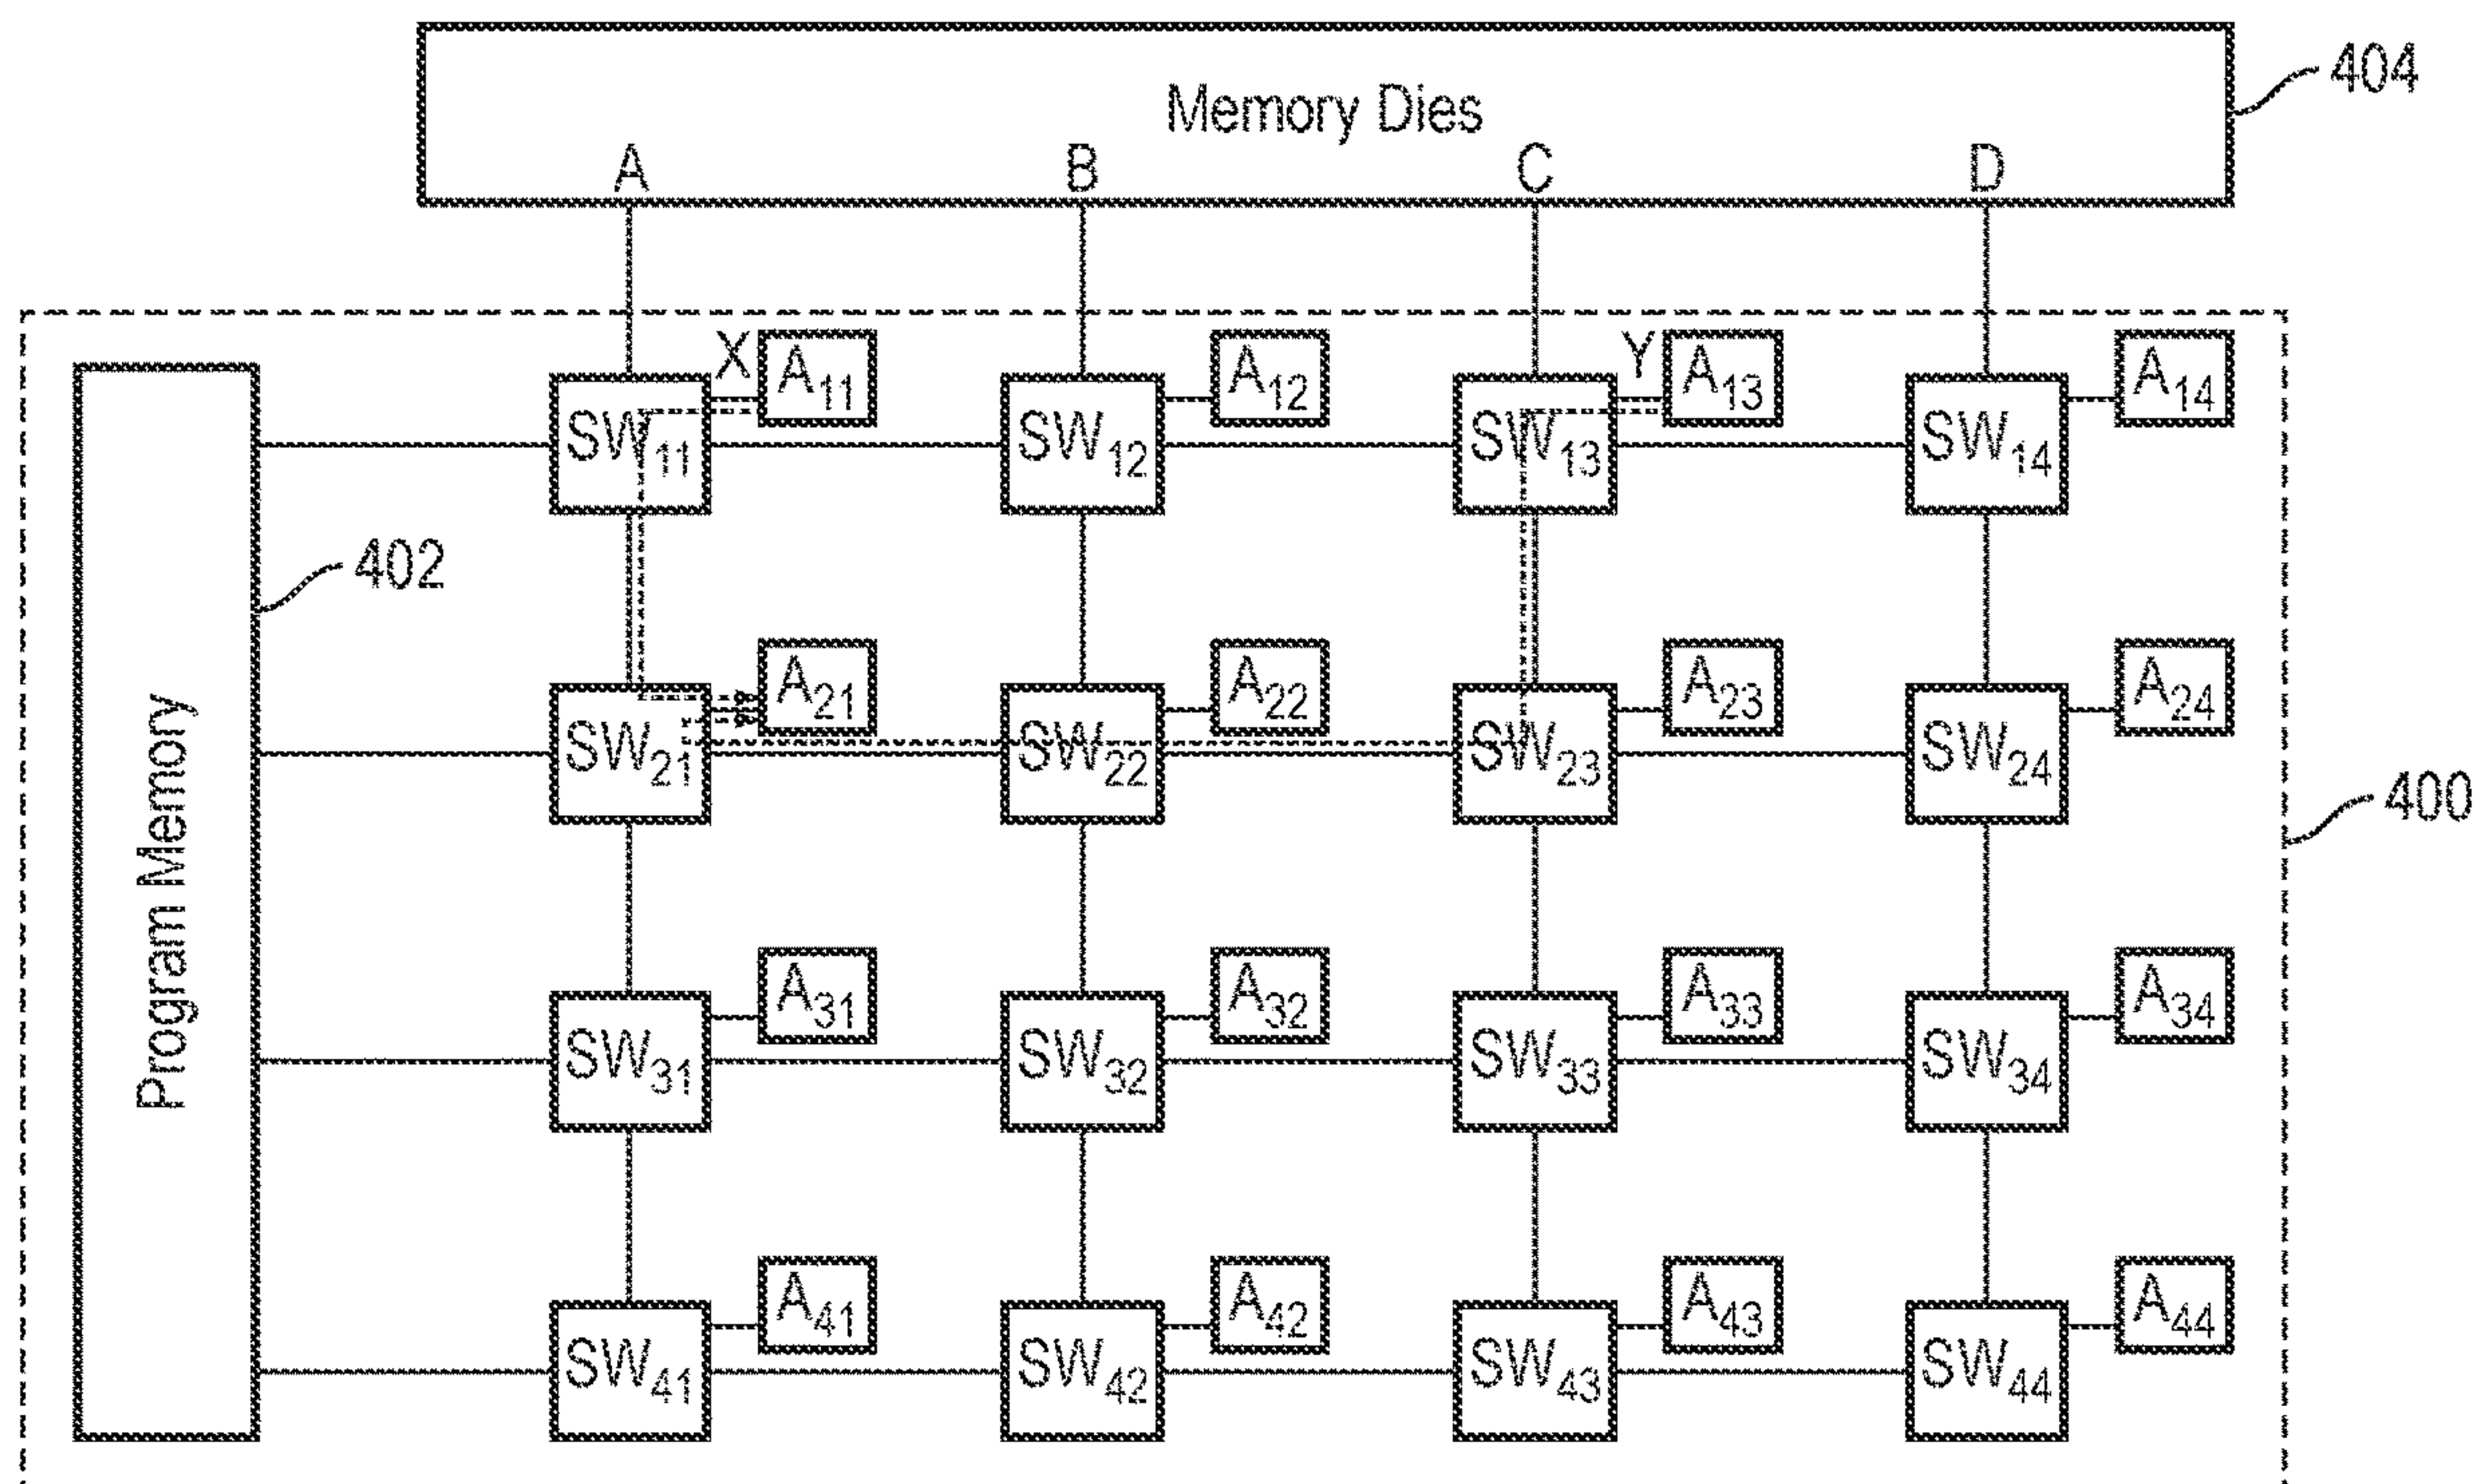 Memory Dies
404
A B C D
X A11 A12 Y A13 A14
SW11 SW12 SW13 SW14
402
A21 A22 A23 A24
SW21 SW22 SW23 SW24
400
Program Memory
A31 A32 A33 A34
SW31 SW32 SW33 SW34
A41 A42 A43 A44
SW41 SW42 SW43 SW44